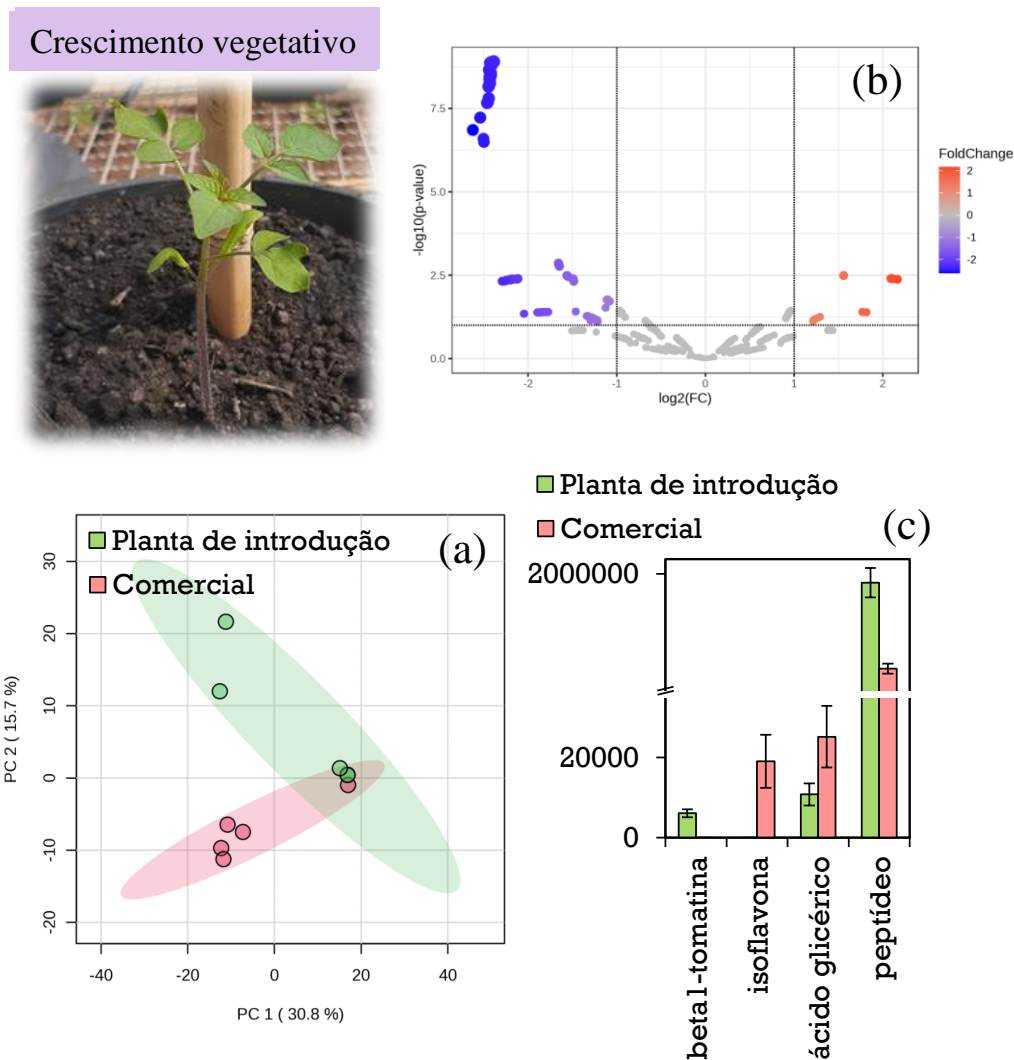 Crescimento vegetativo
(b)
7.5
5.0
2.5
0.0
-log10(p-value)
-2
-1
0
1
2
log2(FC)
FoldChange
2
1
0
-1
-2
Planta de introdução
Comercial
(a)
30
20
10
0
-10
-20
PC 2 ( 15.7 %)
-40
-20
0
20
40
PC 1 ( 30.8 %)
Planta de introdução
Comercial
(c)
2000000
20000
0
beta1-tomatina
isoflavona
ácido glicérico
peptídeo